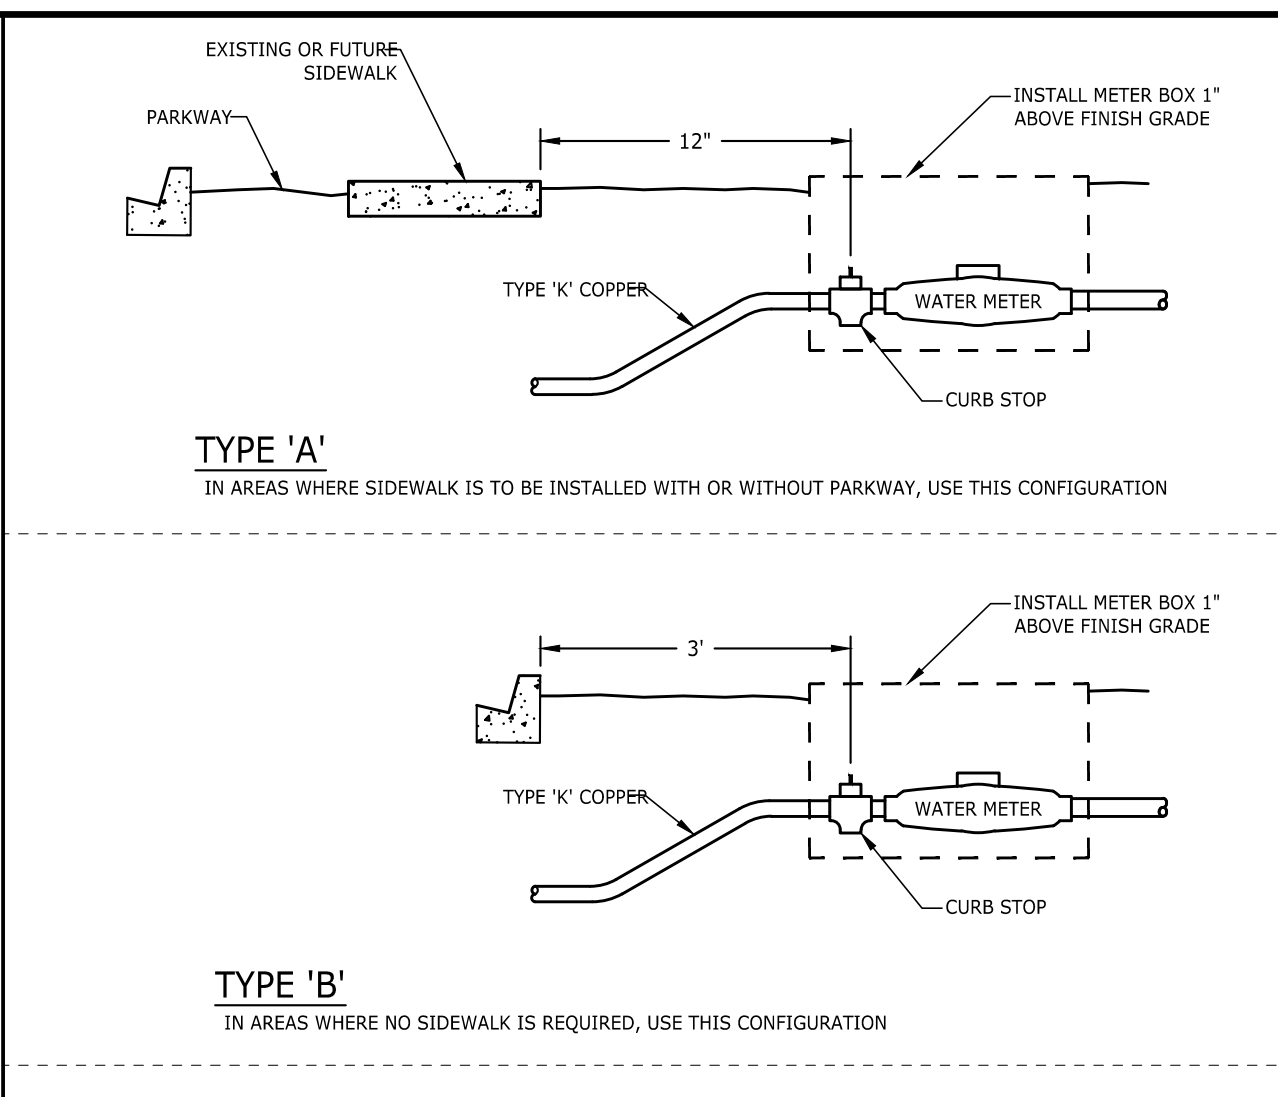 EXISTING OR FUTURE
SIDEWALK
PARKWAY
12"
INSTALL METER BOX 1"
ABOVE FINISH GRADE
TYPE 'K' COPPER
WATER METER
CURB STOP
TYPE 'A'
IN AREAS WHERE SIDEWALK IS TO BE INSTALLED WITH OR WITHOUT PARKWAY, USE THIS CONFIGURATION
INSTALL METER BOX 1"
ABOVE FINISH GRADE
3'
TYPE 'K' COPPER
WATER METER
CURB STOP
TYPE 'B'
IN AREAS WHERE NO SIDEWALK IS REQUIRED, USE THIS CONFIGURATION